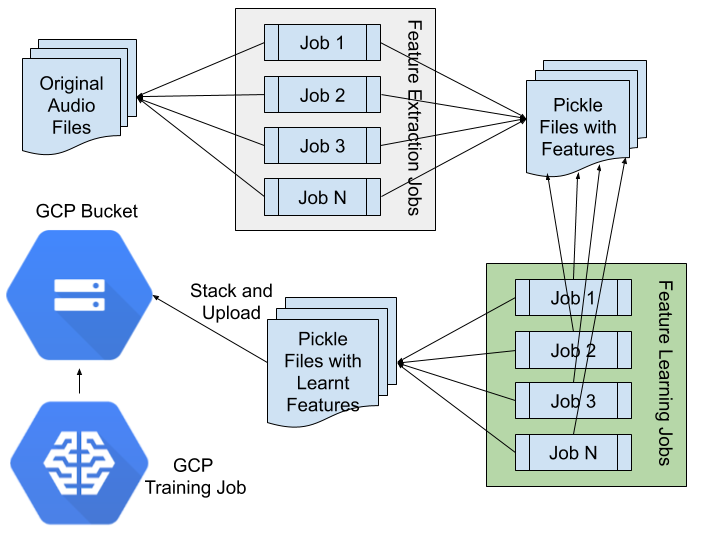 Original
Audio
Files
Job 1
Job 2
Job 3
Job N
Feature Extraction Jobs
Pickle
Files with
Features
GCP Bucket
Stack and
Upload
Pickle
Files with
Learnt
Features
Job 1
Job 2
Job 3
Job N
Feature Learning Jobs
GCP
Training Job